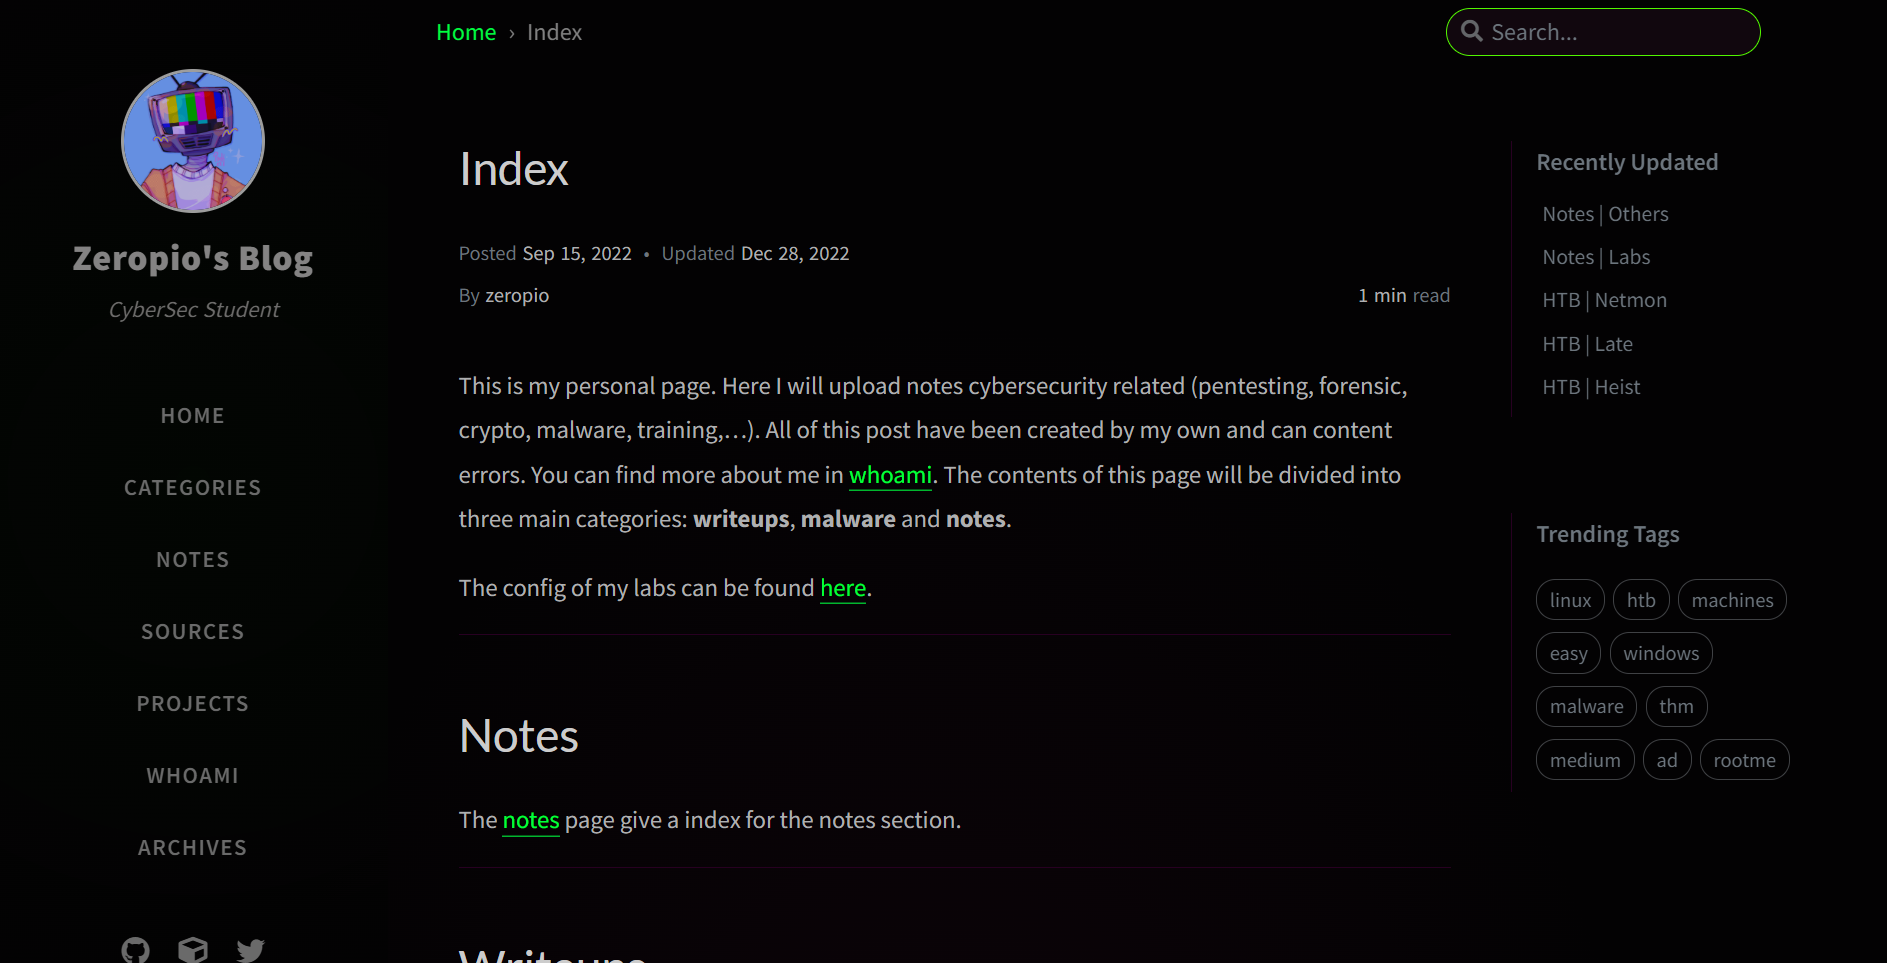 Home › Index
Search...
Zeropio's Blog
CyberSec Student
HOME
CATEGORIES
NOTES
SOURCES
PROJECTS
WHOAMI
ARCHIVES
Index
Posted Sep 15, 2022 • Updated Dec 28, 2022
By zeropio
1 min read
This is my personal page. Here I will upload notes cybersecurity related (pentesting, forensic,
crypto, malware, training,…). All of this post have been created by my own and can content
errors. You can find more about me in whoami. The contents of this page will be divided into
three main categories: writeups, malware and notes.
The config of my labs can be found here.
Notes
The notes page give a index for the notes section.
Writeups
Recently Updated
Notes | Others
Notes | Labs
HTB | Netmon
HTB | Late
HTB | Heist
Trending Tags
linux htb machines
easy windows
malware thm
medium ad rootme